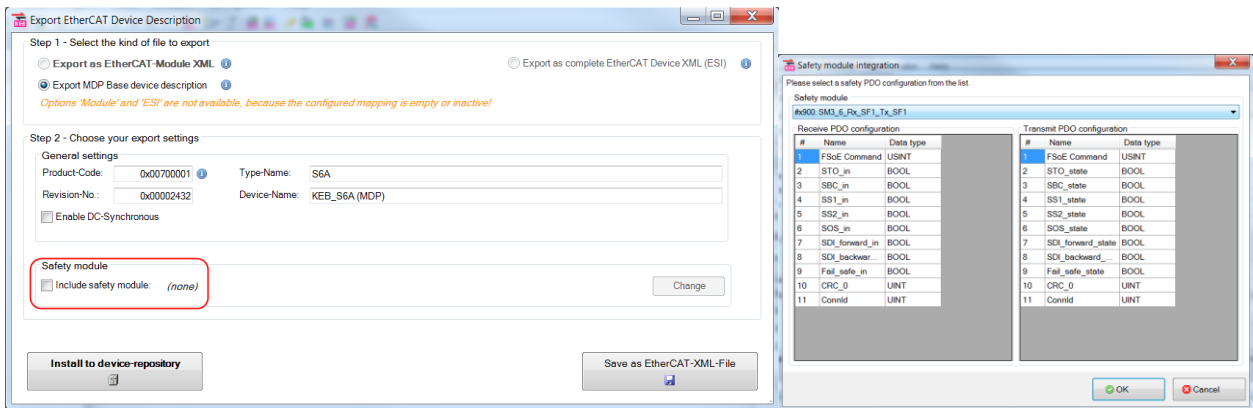 Export EtherCAT Device Description
Step 1 - Select the kind of file to export
Export as EtherCAT-Module XML
Export as complete EtherCAT Device XML (ESI)
Export MDP Base device description
Options 'Module' and 'ESI' are not available, because the configured mapping is empty or inactive!
Step 2 - Choose your export settings
General settings
Product-Code: 0x00700001 Type-Name: S6A
Revision-No.: 0x00002432 Device-Name: KEB_S6A (MDP)
Enable DC-Synchronous
Safety module
Include safety module: (none) Change
Install to device-repository
Save as EtherCAT-XML-File
Safety module integration
Please select a safety PDO configuration from the list.
Safety module
#x900: SM3_6_Rx_SF1_Tx_SF1
Receive PDO configuration
# Name Data type
1 FSoE Command USINT
2 STO_in BOOL
3 SBC_in BOOL
4 SS1_in BOOL
5 SS2_in BOOL
6 SOS_in BOOL
7 SDI_forward_in BOOL
8 SDI_backwar... BOOL
9 Fail_safe_in BOOL
10 CRC_0 UINT
11 ConnId UINT
Transmit PDO configuration
# Name Data type
1 FSoE Command USINT
2 STO_state BOOL
3 SBC_state BOOL
4 SS1_state BOOL
5 SS2_state BOOL
6 SOS_state BOOL
7 SDI_forward_state BOOL
8 SDI_backward_... BOOL
9 Fail_safe_state BOOL
10 CRC_0 UINT
11 ConnId UINT
OK
Cancel